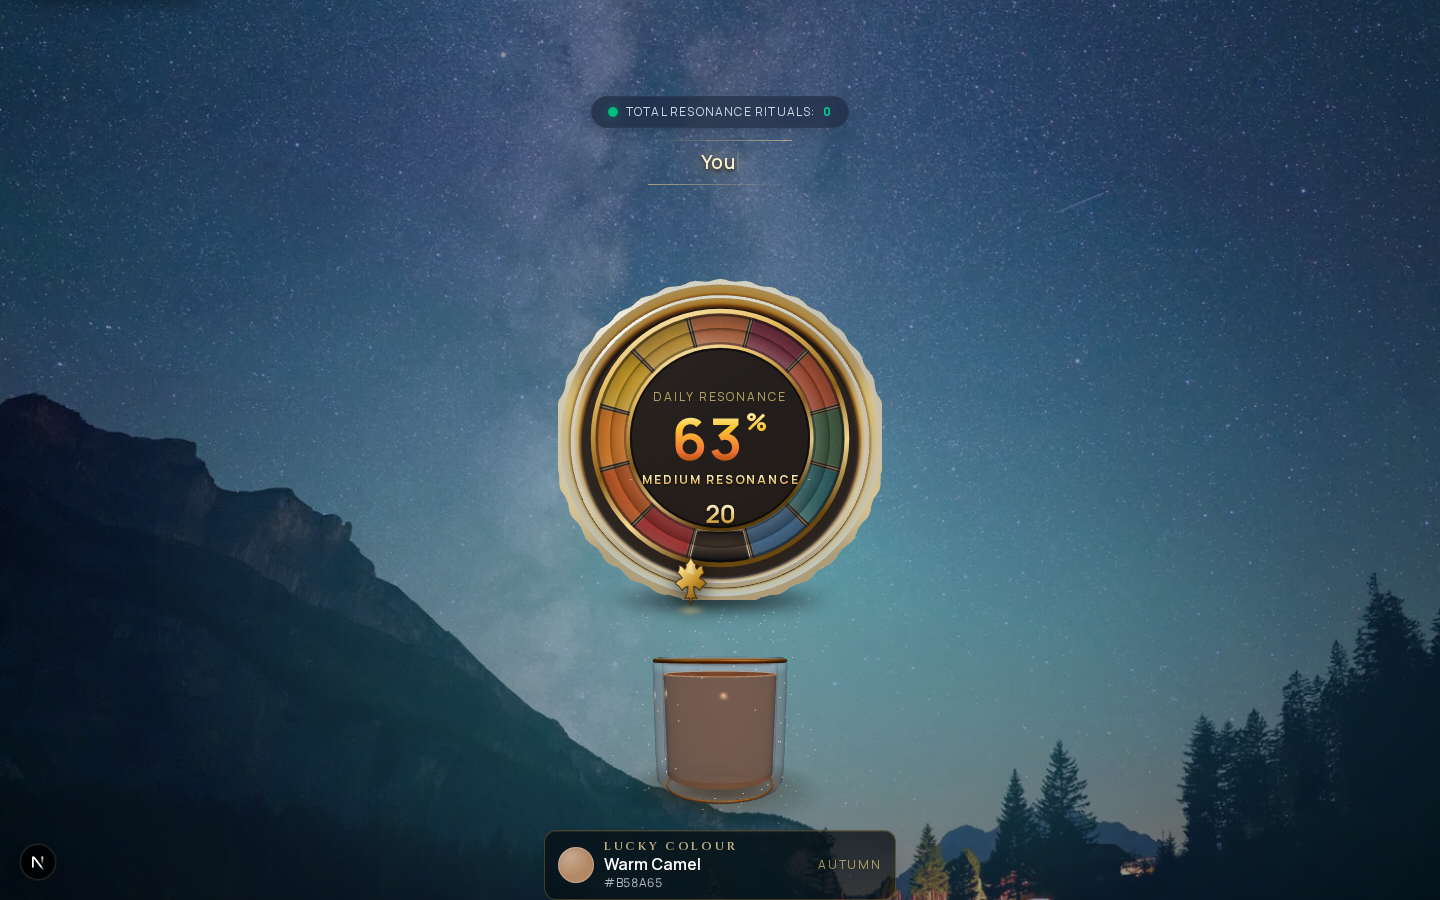 TOTAL RESONANCE RITUALS: 0
You
DAILY RESONANCE
63%
MEDIUM RESONANCE
20
LUCKY COLOUR
Warm Camel
#B58A65
AUTUMN
N